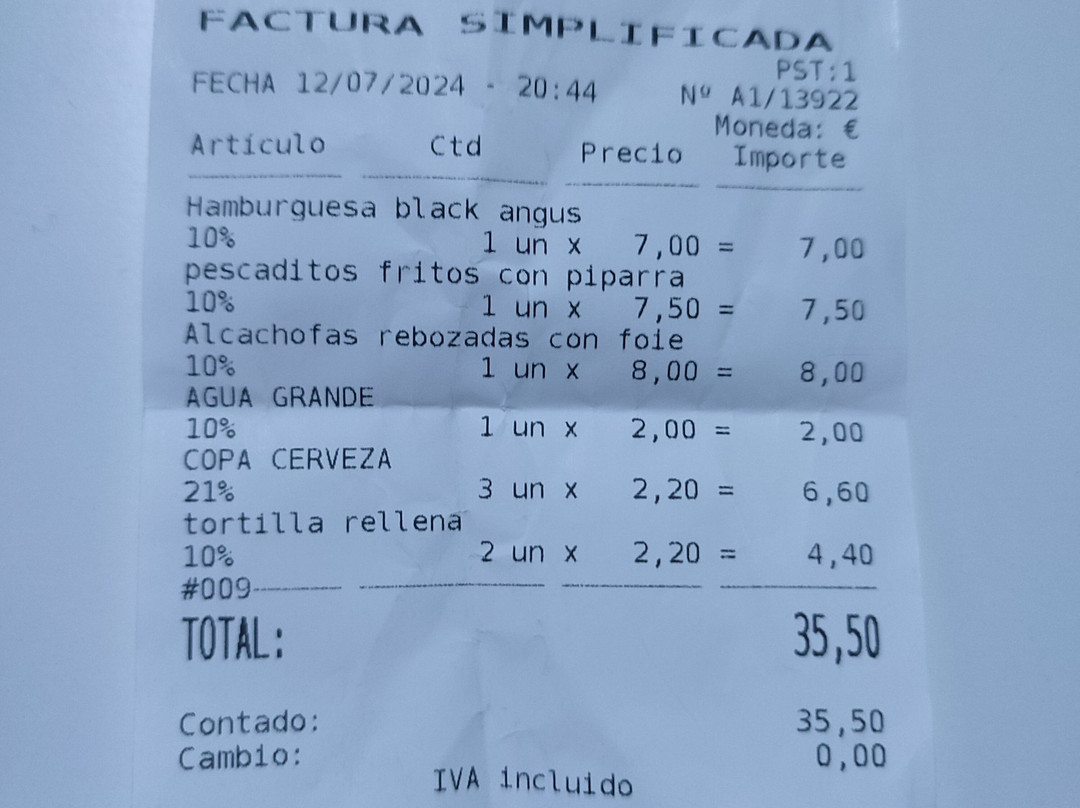 FACTURA SIMPLIFICADA
PST:1
FECHA 12/07/2024 - 20:44 Nº A1/13922
Moneda: €
Artículo Ctd Precio Importe
Hamburguesa black angus
10% 1 un x 7,00 = 7,00
pescaditos fritos con piparra
10% 1 un x 7,50 = 7,50
Alcachofas rebozadas con foie
10% 1 un x 8,00 = 8,00
AGUA GRANDE
10% 1 un x 2,00 = 2,00
COPA CERVEZA
21% 3 un x 2,20 = 6,60
tortilla rellena
10% 2 un x 2,20 = 4,40
#009
TOTAL: 35,50
Contado: 35,50
Cambio: 0,00
IVA incluido